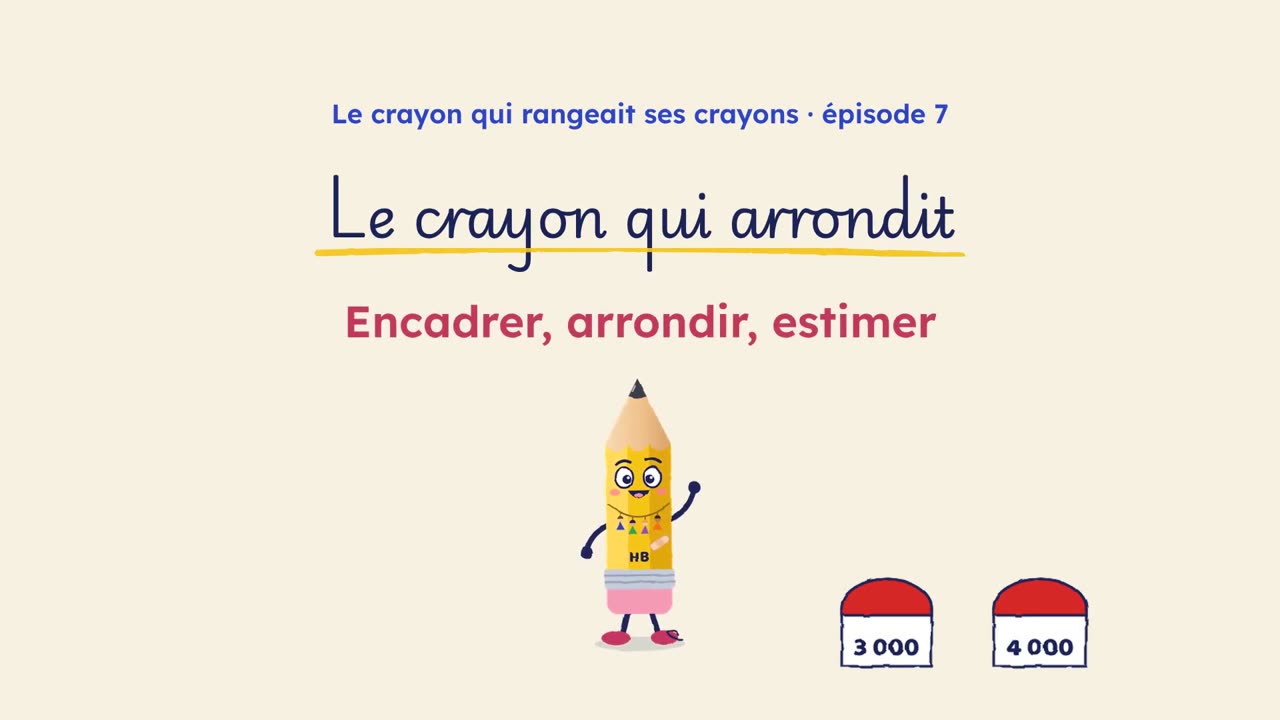 Le crayon qui rangeait ses crayons · épisode 7
Le crayon qui arrondit
Encadrer, arrondir, estimer
HB
3 000
4 000